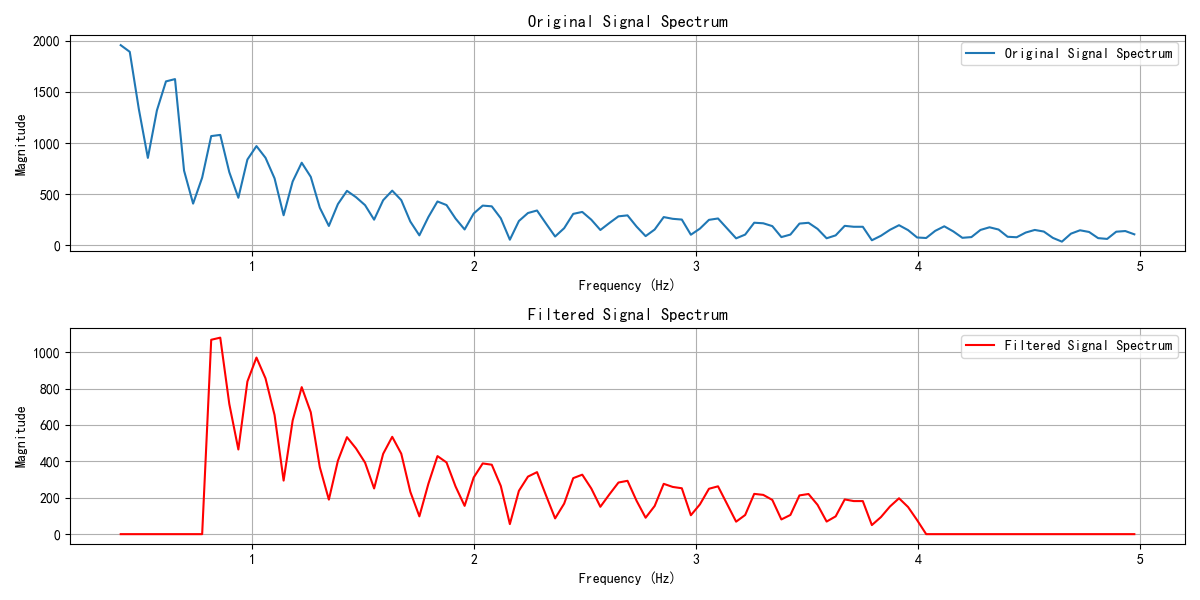 Original Signal Spectrum
2000
1500
1000
500
0
Magnitude
Original Signal Spectrum
1 2 3 4 5
Frequency (Hz)
Filtered Signal Spectrum
1000
800
600
400
200
0
Magnitude
Filtered Signal Spectrum
1 2 3 4 5
Frequency (Hz)